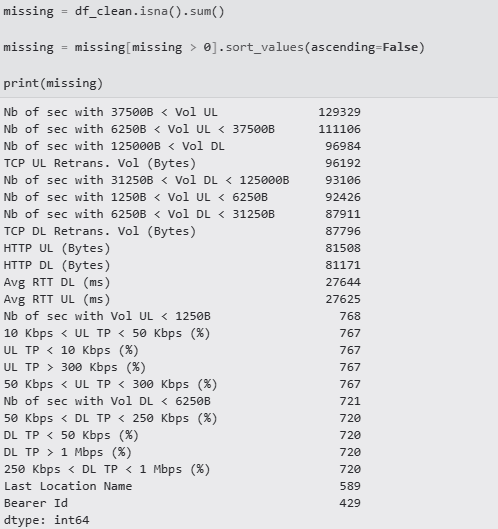 missing = df_clean.isna().sum()
missing = missing[missing > 0].sort_values(ascending=False)
print(missing)
Nb of sec with 37500B < Vol UL 129329
Nb of sec with 6250B < Vol UL < 37500B 111106
Nb of sec with 125000B < Vol DL 96984
TCP UL Retrans. Vol (Bytes) 96192
Nb of sec with 31250B < Vol DL < 125000B 93106
Nb of sec with 1250B < Vol UL < 6250B 92426
Nb of sec with 6250B < Vol DL < 31250B 87911
TCP DL Retrans. Vol (Bytes) 87796
HTTP UL (Bytes) 81508
HTTP DL (Bytes) 81171
Avg RTT DL (ms) 27644
Avg RTT UL (ms) 27625
Nb of sec with Vol UL < 1250B 768
10 Kbps < UL TP < 50 Kbps (%) 767
UL TP < 10 Kbps (%) 767
UL TP > 300 Kbps (%) 767
50 Kbps < UL TP < 300 Kbps (%) 767
Nb of sec with Vol DL < 6250B 721
50 Kbps < DL TP < 250 Kbps (%) 720
DL TP < 50 Kbps (%) 720
DL TP > 1 Mbps (%) 720
250 Kbps < DL TP < 1 Mbps (%) 720
Last Location Name 589
Bearer Id 429
dtype: int64